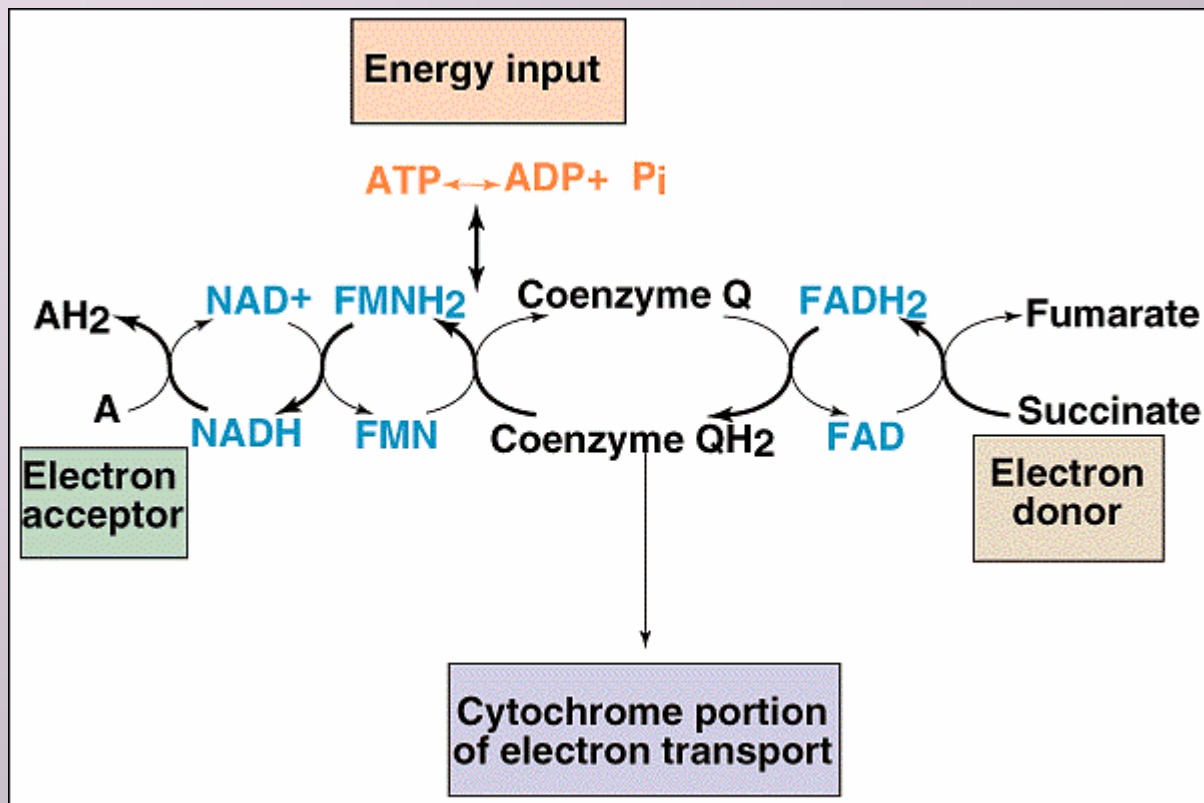 Energy input
ATP ADP+ Pi
AH2 NAD+ FMNH2 Coenzyme Q FADH2 Fumarate
A NADH FMN Coenzyme QH2 FAD Succinate
Electron
acceptor
Electron
donor
Cytochrome portion
of electron transport